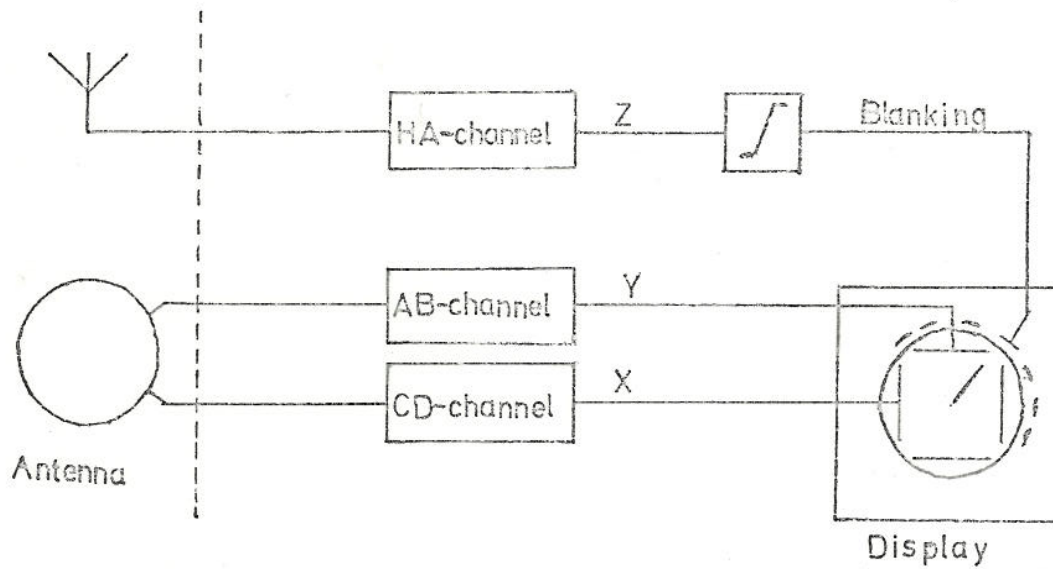 HA-channel
Z
Blanking
AB-channel
Y
CD-channel
X
Antenna
Display